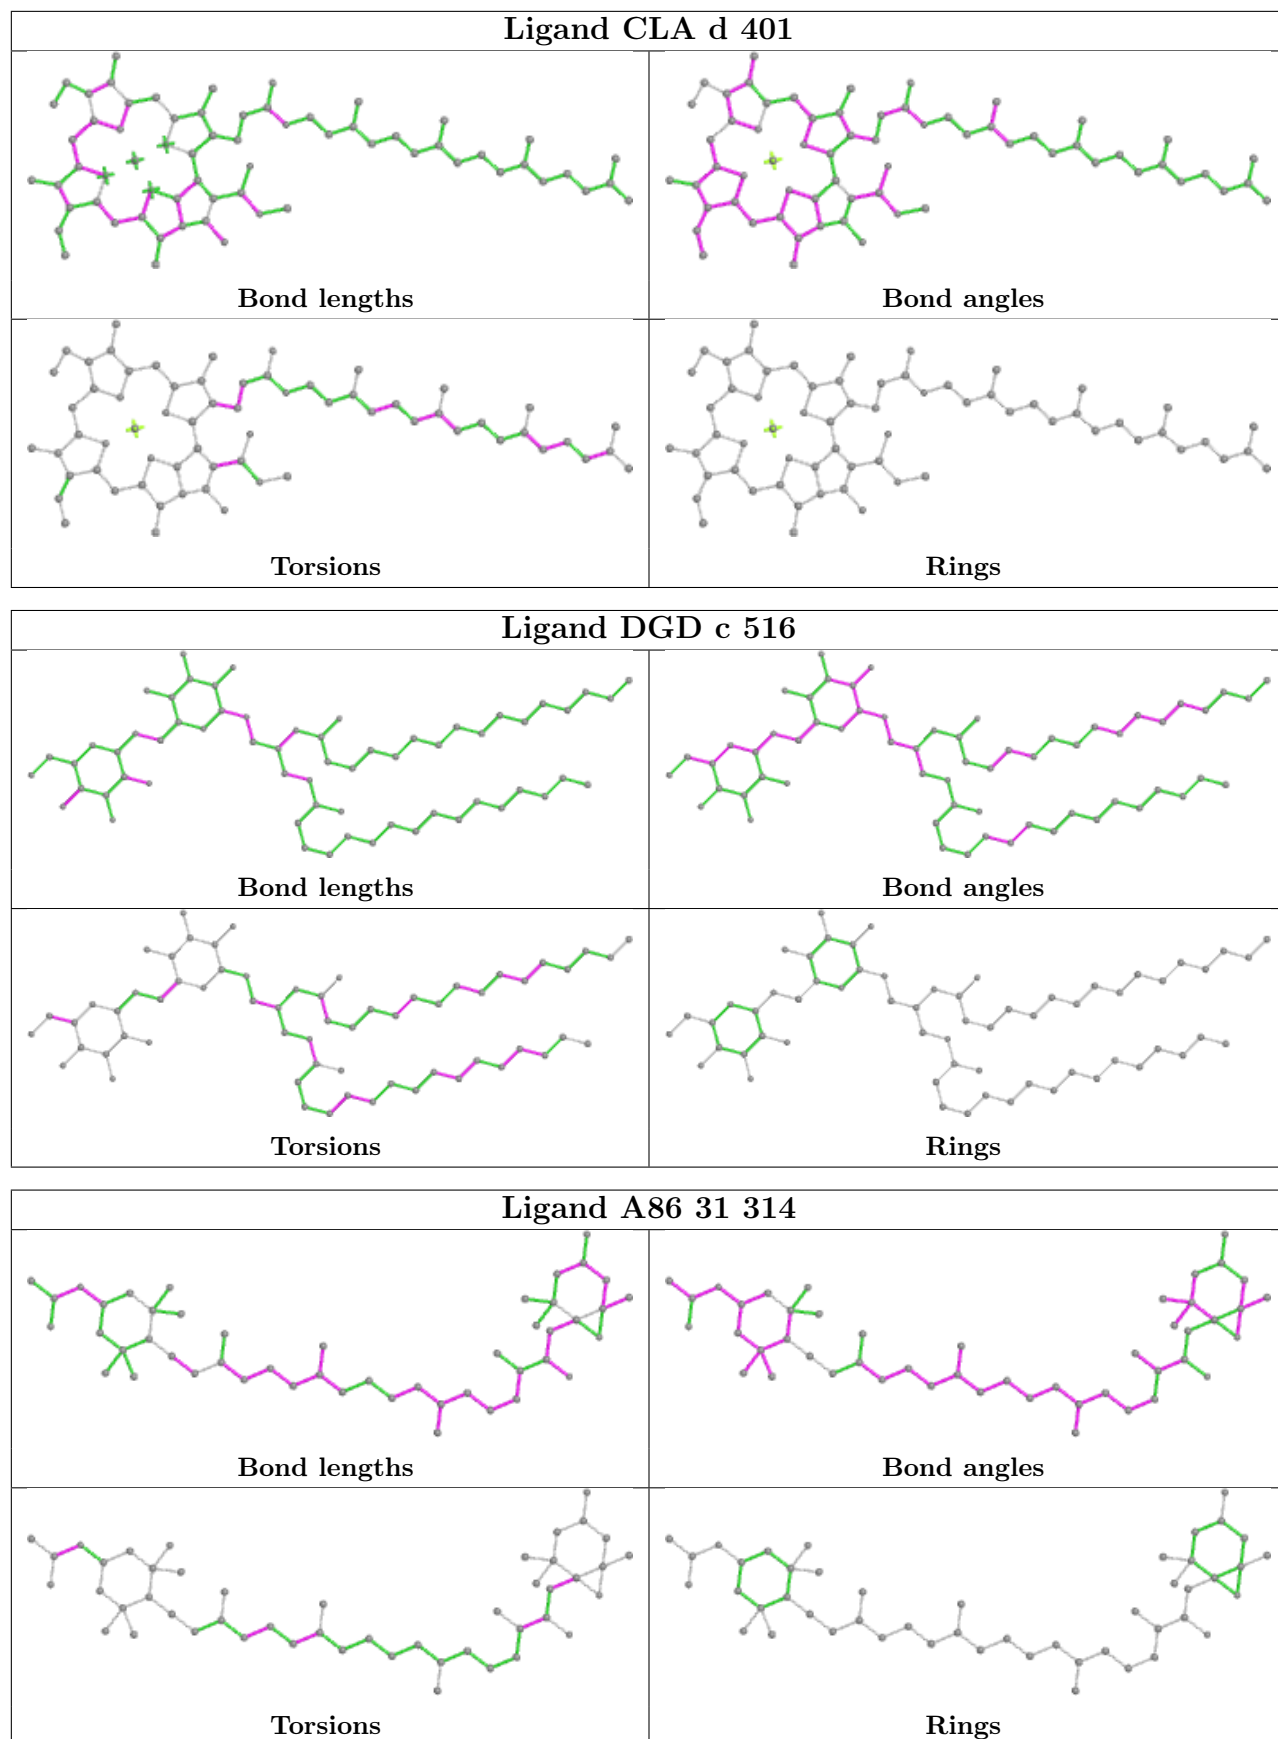 Ligand CLA d 401
Bond lengths
Bond angles
Torsions
Rings
Ligand DGD c 516
Bond lengths
Bond angles
Torsions
Rings
Ligand A86 31 314
Bond lengths
Bond angles
Torsions
Rings